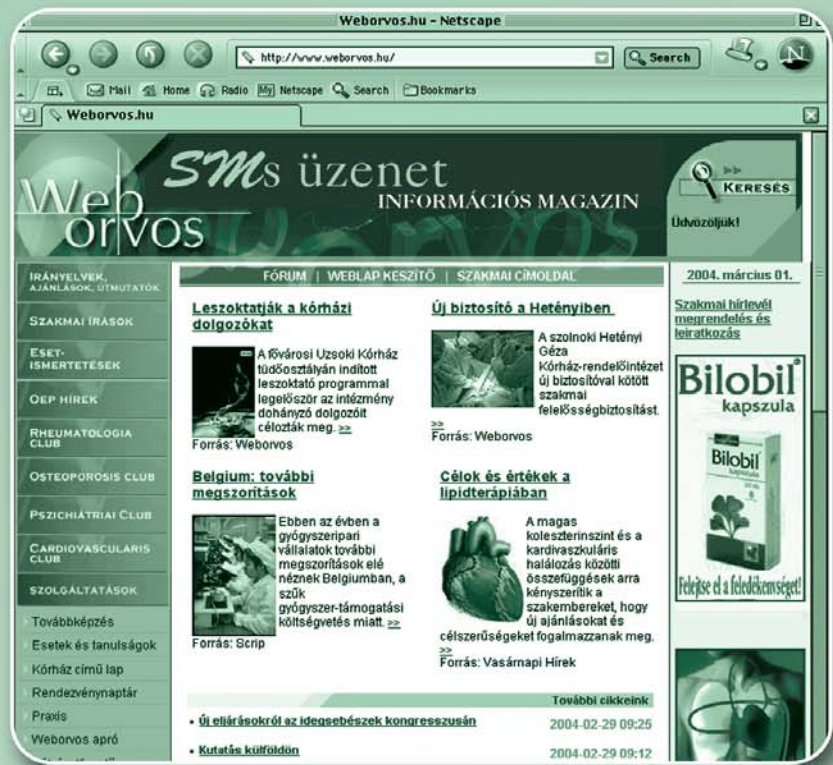 Weborvos.hu - Netscape
http://www.weborvos.hu/
Search
N
Mail
Home
Radio
My Netscape
Search
Bookmarks
Weborvos.hu
Web
orvos
SMs üzenet
INFORMÁCIÓS MAGAZIN
KERESÉS
Üdvözöljük!
IRÁNYELVEK,
AJÁNLÁSOK, ÚTMUTATÓK
SZAKMAI ÍRÁSOK
ESET-
ISMERTETÉSEK
OEP HÍREK
RHEUMATOLOGIA
CLUB
OSTEOPOROSIS CLUB
PSZICHIÁTRIAI CLUB
CARDIOVASCULARIS
CLUB
SZOLGÁLTATÁSOK
Továbbképzés
Esetek és tanulságok
Kórház című lap
Rendezvénynaptár
Praxis
Weborvos apró
FÓRUM | WEBLAP KESZÍTŐ | SZAKMAI CÍMOLDAL
Leszoktatják a kórházi
dolgozókat
A fővárosi Uzsoki Kórház
tüdőosztályán indított
leszoktató programmal
legelőször az intézmény
dohányzó dolgozóit
célozták meg. >>
Forrás: Weborvos
Új biztosító a Hetényiben
A szolnoki Hetényi
Géza
Kórház-rendelőintézet
új biztosítóval kötött
szakmai
felelősségbiztosítást.
>>
Forrás: Weborvos
Belgium: további
megszorítások
Ebben az évben a
gyógyszeripari
vállalatok további
megszorítások elé
néznek Belgiumban, a
szűk
gyógyszer-támogatási
költségvetés miatt. >>
Forrás: Scrip
Célok és értékek a
lipidterápiában
A magas
koleszterinszint és a
kardivaszkuláris
halálozás közötti
összefüggések arra
kényszerítik a
szakembereket, hogy
új ajánlásokat és
célszerűségeket fogalmazzanak meg.
>>
Forrás: Vasárnapi Hírek
További cikkeink
• Új eljárásokról az idegsebészek kongresszusán 2004-02-29 09:25
• Kutatás külföldön 2004-02-29 09:12
2004. március 01.
Szakmai hírlevél
megrendelés és
leiratkozás
Bilobil®
kapszula
Bilobil
kapszula
Felejtse el a feledékenységet!